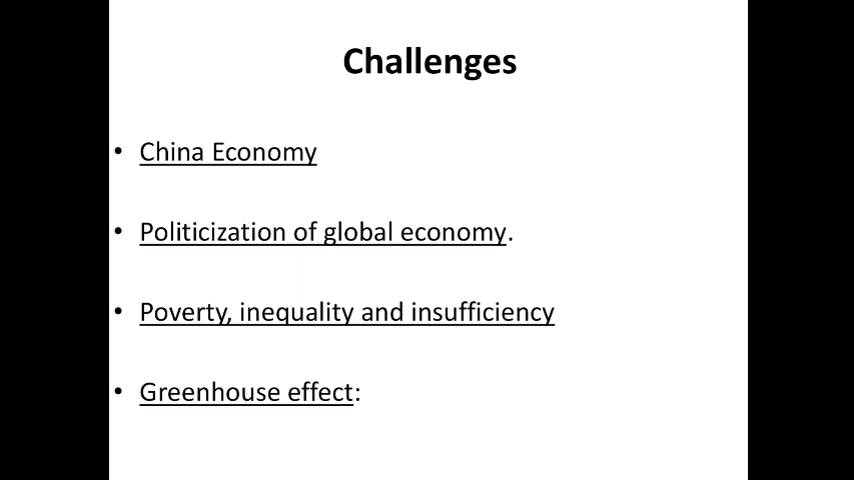 Challenges
• China Economy
• Politicization of global economy.
• Poverty, inequality and insufficiency
• Greenhouse effect: